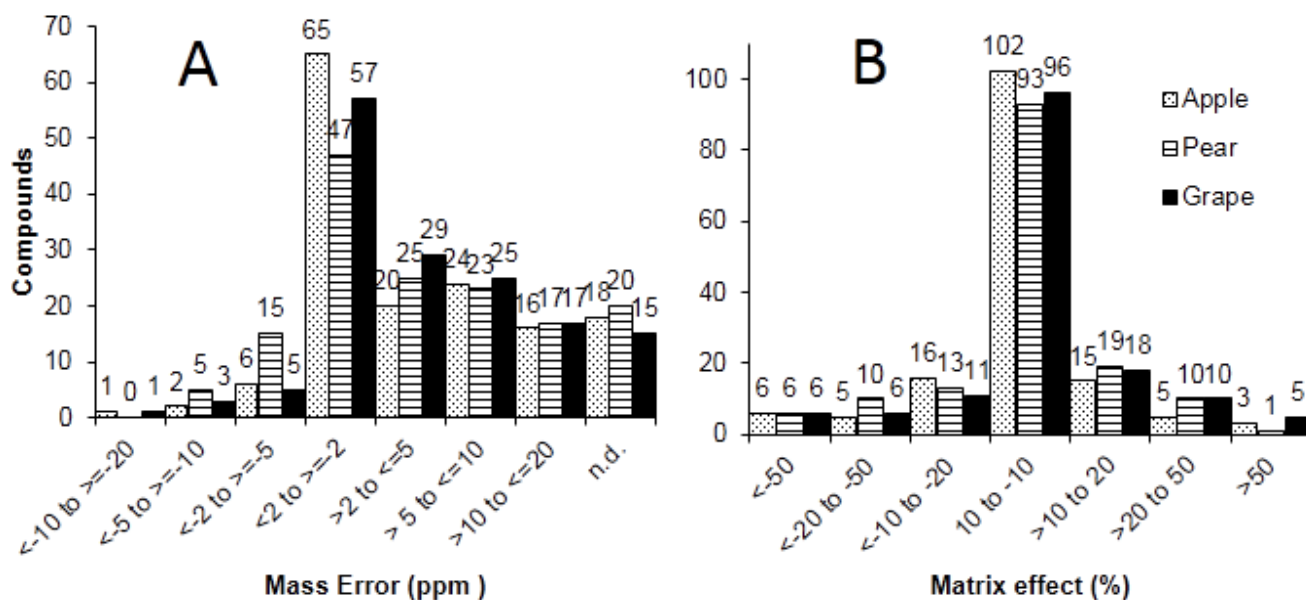 A
Compounds
70
60
50
40
30
20
10
0
1 0 1
2 5 3
6 15 5
65 47 57
20 25 29
24 23 25
16 17 17
18 20 15
<-10 to >=-20
<-5 to >=-10
<-2 to >=-5
<2 to >=-2
>2 to <=5
> 5 to <=10
>10 to <=20
n.d.
Mass Error (ppm )
B
100
80
60
40
20
0
6 6 6
5 10 6
16 13 11
102 93 96
15 19 18
5 10 10
3 1 5
<-50
<-20 to -50
<-10 to -20
10 to -10
>10 to 20
>20 to 50
>50
Matrix effect (%)
Apple
Pear
Grape